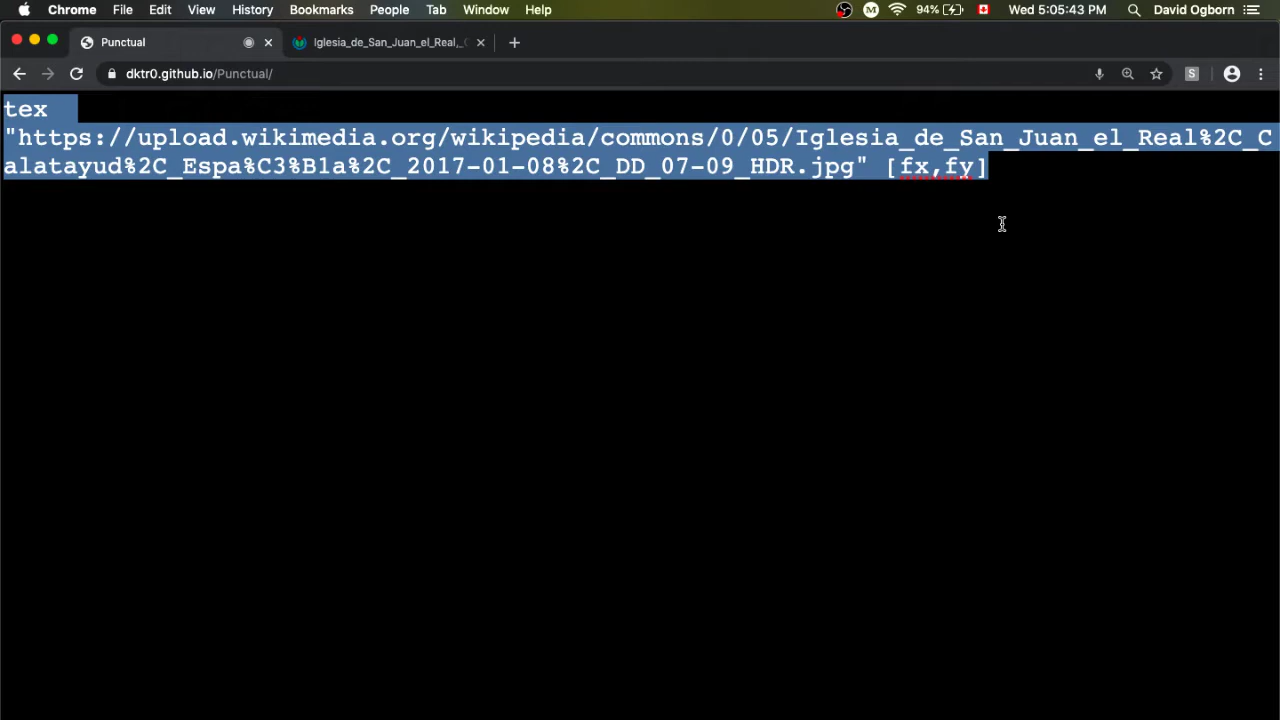 Chrome File Edit View History Bookmarks People Tab Window Help M 94% Wed 5:05:43 PM David Ogborn
Punctual Iglesia_de_San_Juan_el_Real,_
dktr0.github.io/Punctual/ S
tex
"https://upload.wikimedia.org/wikipedia/commons/0/05/Iglesia_de_San_Juan_el_Real%2C_C
alatayud%2C_Espa%C3%B1a%2C_2017-01-08%2C_DD_07-09_HDR.jpg" [fx,fy]